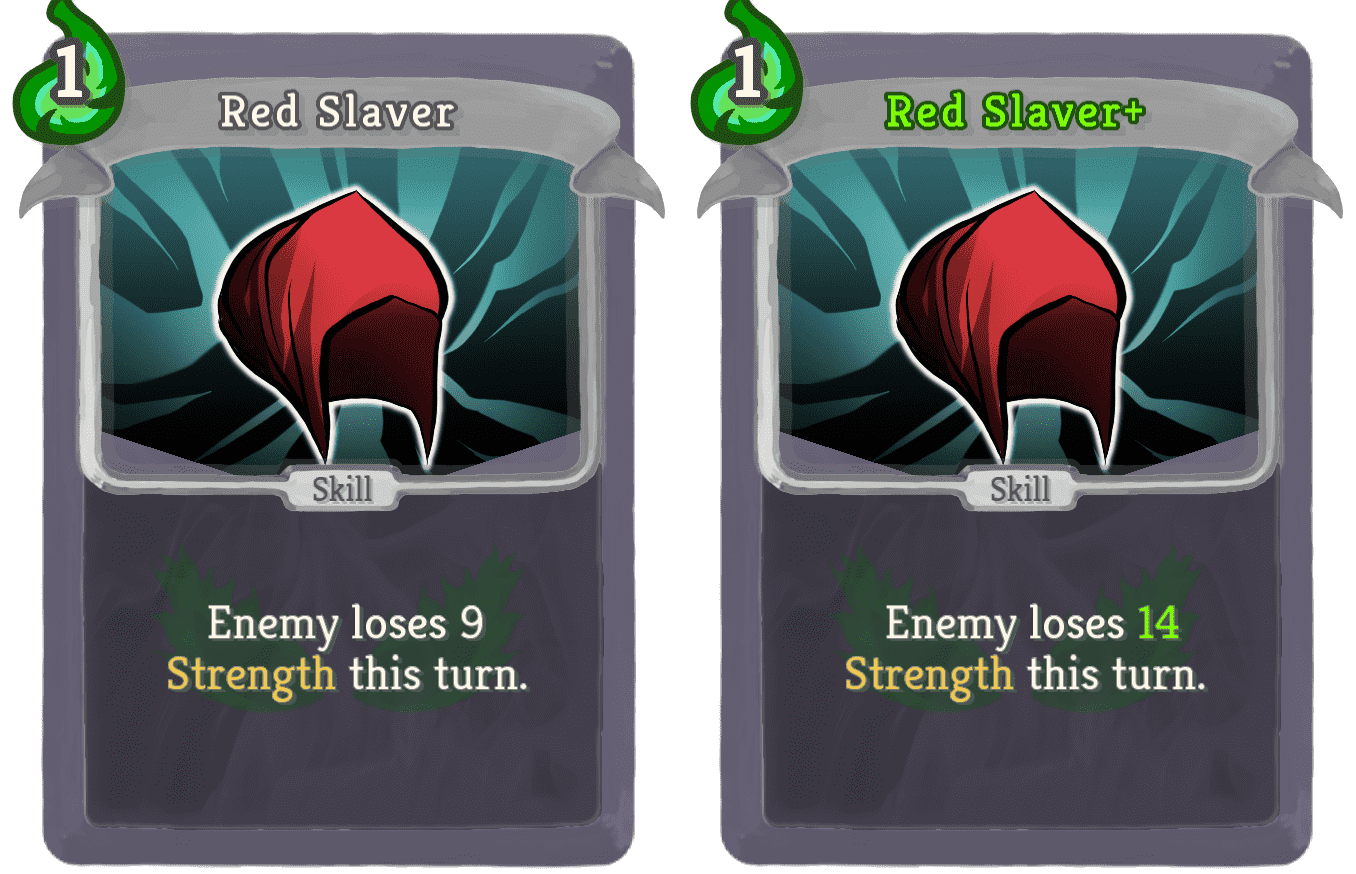 1
Red Slaver
Skill
Enemy loses 9
Strength this turn.
1
Red Slaver+
Skill
Enemy loses 14
Strength this turn.